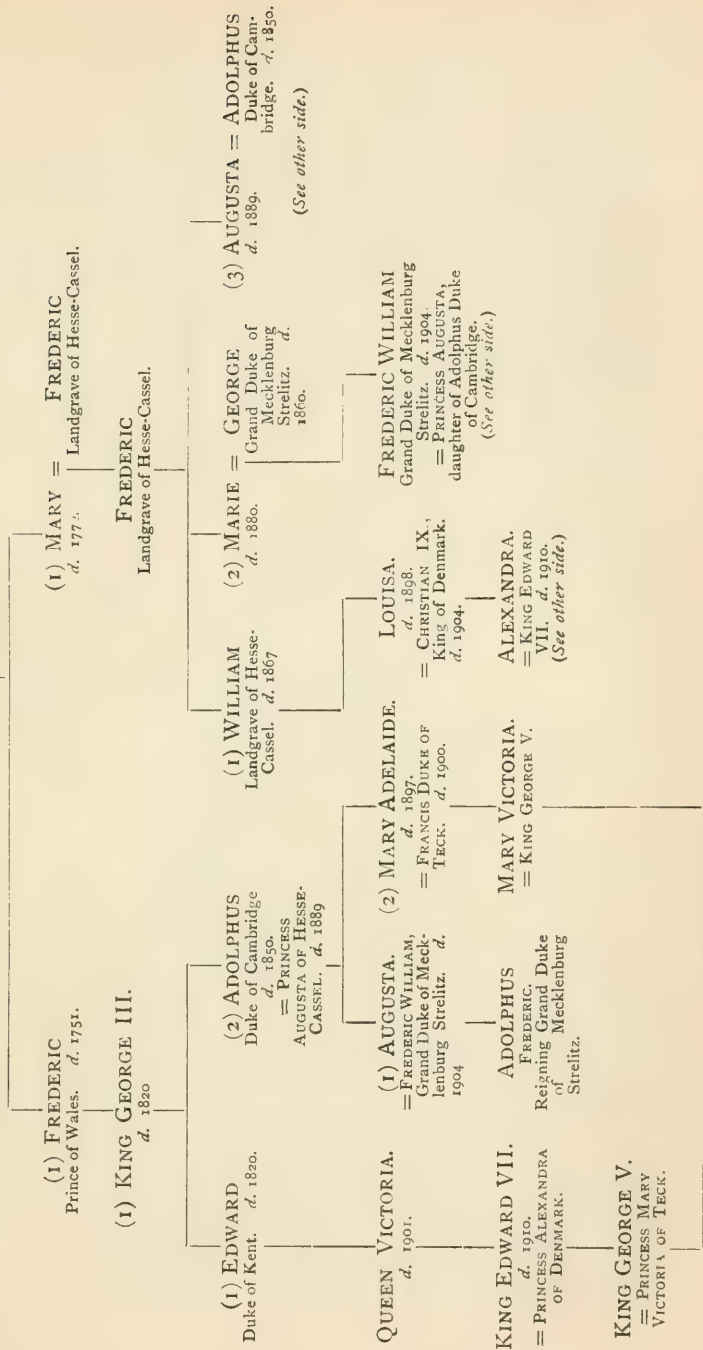 (1) FREDERIC
Prince of Wales. d. 1751.
(1) MARY = FREDERIC
d. Landgrave of Hesse-Cassel.
(1) KING GEORGE III.
d. 1820
FREDERIC
Landgrave of Hesse-Cassel.
(1) EDWARD
Duke of Kent. d. 1820.
(2) ADOLPHUS
Duke of Cambridge
d. 1850.
= PRINCESS
AUGUSTA OF HESSE-
CASSEL. d. 1889
(1) WILLIAM
Landgrave of Hesse-
Cassel. d. 1867
(2) MARIE = GEORGE
d. 1880. Grand Duke of
Mecklenburg
Strelitz. d.
1860.
(3) AUGUSTA = ADOLPHUS
d. 1889. Duke of Cam-
bridge. d. 1850.
(See other side.)
QUEEN VICTORIA.
d. 1901.
(1) AUGUSTA.
= FREDERIC WILLIAM,
Grand Duke of Meck-
lenburg Strelitz. d.
1904
(2) MARY ADELAIDE.
d. 1897.
= FRANCIS DUKE OF
TECK. d. 1900.
LOUISA.
d. 1898.
= CHRISTIAN IX.,
King of Denmark.
d. 1904.
FREDERIC WILLIAM
Grand Duke of Mecklenburg
Strelitz. d. 1904.
= PRINCESS AUGUSTA,
daughter of Adolphus Duke
of Cambridge.
(See other side.)
KING EDWARD VII.
d. 1910.
= PRINCESS ALEXANDRA
OF DENMARK.
ADOLPHUS
FREDERIC.
Reigning Grand Duke
of Mecklenburg
Strelitz.
MARY VICTORIA.
= KING GEORGE V.
ALEXANDRA.
= KING EDWARD
VII. d. 1910.
(See other side.)
KING GEORGE V.
= PRINCESS MARY
VICTORIA OF TECK.